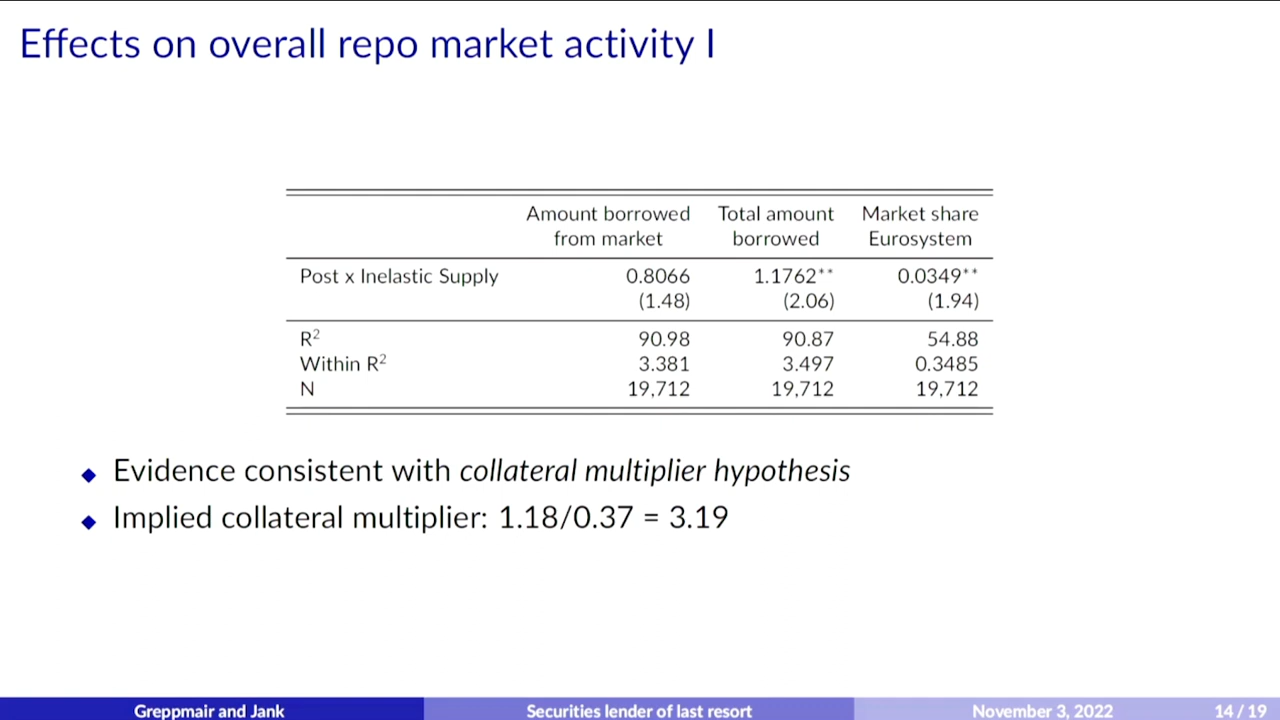 Effects on overall repo market activity I
Amount borrowed from market Total amount borrowed Market share Eurosystem
Post x Inelastic Supply 0.8066 1.1762** 0.0349**
(1.48) (2.06) (1.94)
R² 90.98 90.87 54.88
Within R² 3.381 3.497 0.3485
N 19,712 19,712 19,712
◆ Evidence consistent with collateral multiplier hypothesis
◆ Implied collateral multiplier: 1.18/0.37 = 3.19
Greppmair and Jank Securities lender of last resort November 3, 2022 14 / 19